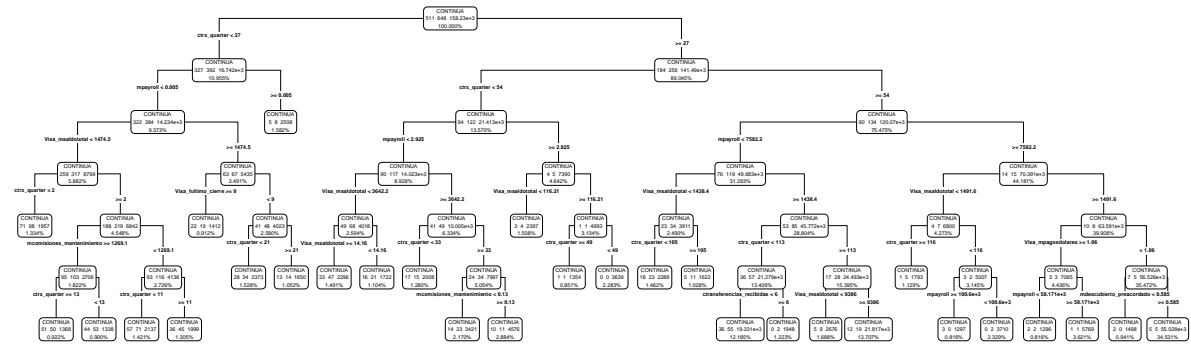 CONTINUA
511 648 158.23e+3
100.000%
ctrx_quarter < 27
>= 27
CONTINUA
327 392 16.742e+3
10.955%
CONTINUA
184 256 141.49e+3
89.045%
mpayroll < 0.005
>= 0.005
ctrx_quarter < 54
>= 54
CONTINUA
322 384 14.234e+3
9.373%
CONTINUA
5 8 2508
1.582%
CONTINUA
94 122 21.413e+3
13.570%
CONTINUA
90 134 120.07e+3
75.475%
Visa_msaldototal < 1474.5
>= 1474.5
mpayroll < 2.925
>= 2.925
mpayroll < 7582.2
>= 7582.2
CONTINUA
259 317 8799
5.882%
CONTINUA
63 67 5435
3.491%
CONTINUA
90 117 14.023e+3
8.928%
CONTINUA
4 5 7390
4.642%
CONTINUA
76 119 49.683e+3
31.293%
CONTINUA
14 15 70.391e+3
44.181%
ctrx_quarter < 2
>= 2
Visa_fultimo_cierre >= 9
< 9
Visa_msaldototal < 3642.2
>= 3642.2
Visa_msaldototal < 116.21
>= 116.21
Visa_msaldototal < 1438.4
>= 1438.4
Visa_msaldototal < 1491.6
>= 1491.6
CONTINUA
71 98 1957
1.334%
CONTINUA
188 219 6842
4.548%
CONTINUA
22 19 1412
0.912%
CONTINUA
41 48 4023
2.580%
CONTINUA
49 68 4018
2.594%
CONTINUA
41 49 10.005e+3
6.334%
CONTINUA
3 4 2397
1.508%
CONTINUA
1 1 4993
3.134%
CONTINUA
23 34 3911
2.490%
CONTINUA
53 85 45.772e+3
28.804%
CONTINUA
4 7 6800
4.273%
CONTINUA
10 8 63.591e+3
39.908%
mcomisiones_mantenimiento >= 1269.1
< 1269.1
ctrx_quarter < 21
>= 21
Visa_msaldototal >= 14.16
< 14.16
ctrx_quarter < 33
>= 33
ctrx_quarter >= 49
< 49
ctrx_quarter < 105
>= 105
ctrx_quarter < 113
>= 113
ctrx_quarter >= 116
< 116
Visa_mpagosdolares >= 1.06
< 1.06
CONTINUA
95 103 2706
1.822%
CONTINUA
93 116 4136
2.726%
CONTINUA
28 34 2373
1.528%
CONTINUA
13 14 1650
1.052%
CONTINUA
33 47 2296
1.491%
CONTINUA
16 21 1722
1.104%
CONTINUA
17 15 2008
1.280%
CONTINUA
24 34 7997
5.054%
CONTINUA
1 1 1354
0.851%
CONTINUA
0 0 3639
2.283%
CONTINUA
18 23 2289
1.462%
CONTINUA
5 11 1622
1.028%
CONTINUA
36 57 21.279e+3
13.409%
CONTINUA
17 28 24.493e+3
15.395%
CONTINUA
1 5 1793
1.129%
CONTINUA
3 2 5007
3.145%
CONTINUA
3 3 7065
4.436%
CONTINUA
7 5 56.526e+3
35.472%
ctrx_quarter >= 13
< 13
ctrx_quarter < 11
>= 11
mcomisiones_mantenimiento < 0.13
>= 0.13
ctransferencias_recibidas < 6
>= 6
Visa_msaldototal < 9386
>= 9386
mpayroll >= 100.6e+3
< 100.6e+3
mpayroll < 58.171e+3
>= 58.171e+3
mdescubierto_preacordado < 0.585
>= 0.585
CONTINUA
51 50 1368
0.922%
CONTINUA
44 53 1338
0.900%
CONTINUA
57 71 2137
1.421%
CONTINUA
36 45 1999
1.305%
CONTINUA
14 23 3421
2.170%
CONTINUA
10 11 4576
2.884%
CONTINUA
36 55 19.331e+3
12.185%
CONTINUA
0 2 1948
1.223%
CONTINUA
5 9 2676
1.688%
CONTINUA
12 19 21.817e+3
13.707%
CONTINUA
3 0 1297
0.816%
CONTINUA
0 2 3710
2.329%
CONTINUA
2 2 1296
0.816%
CONTINUA
1 1 5769
3.621%
CONTINUA
2 0 1498
0.941%
CONTINUA
5 5 55.028e+3
34.531%